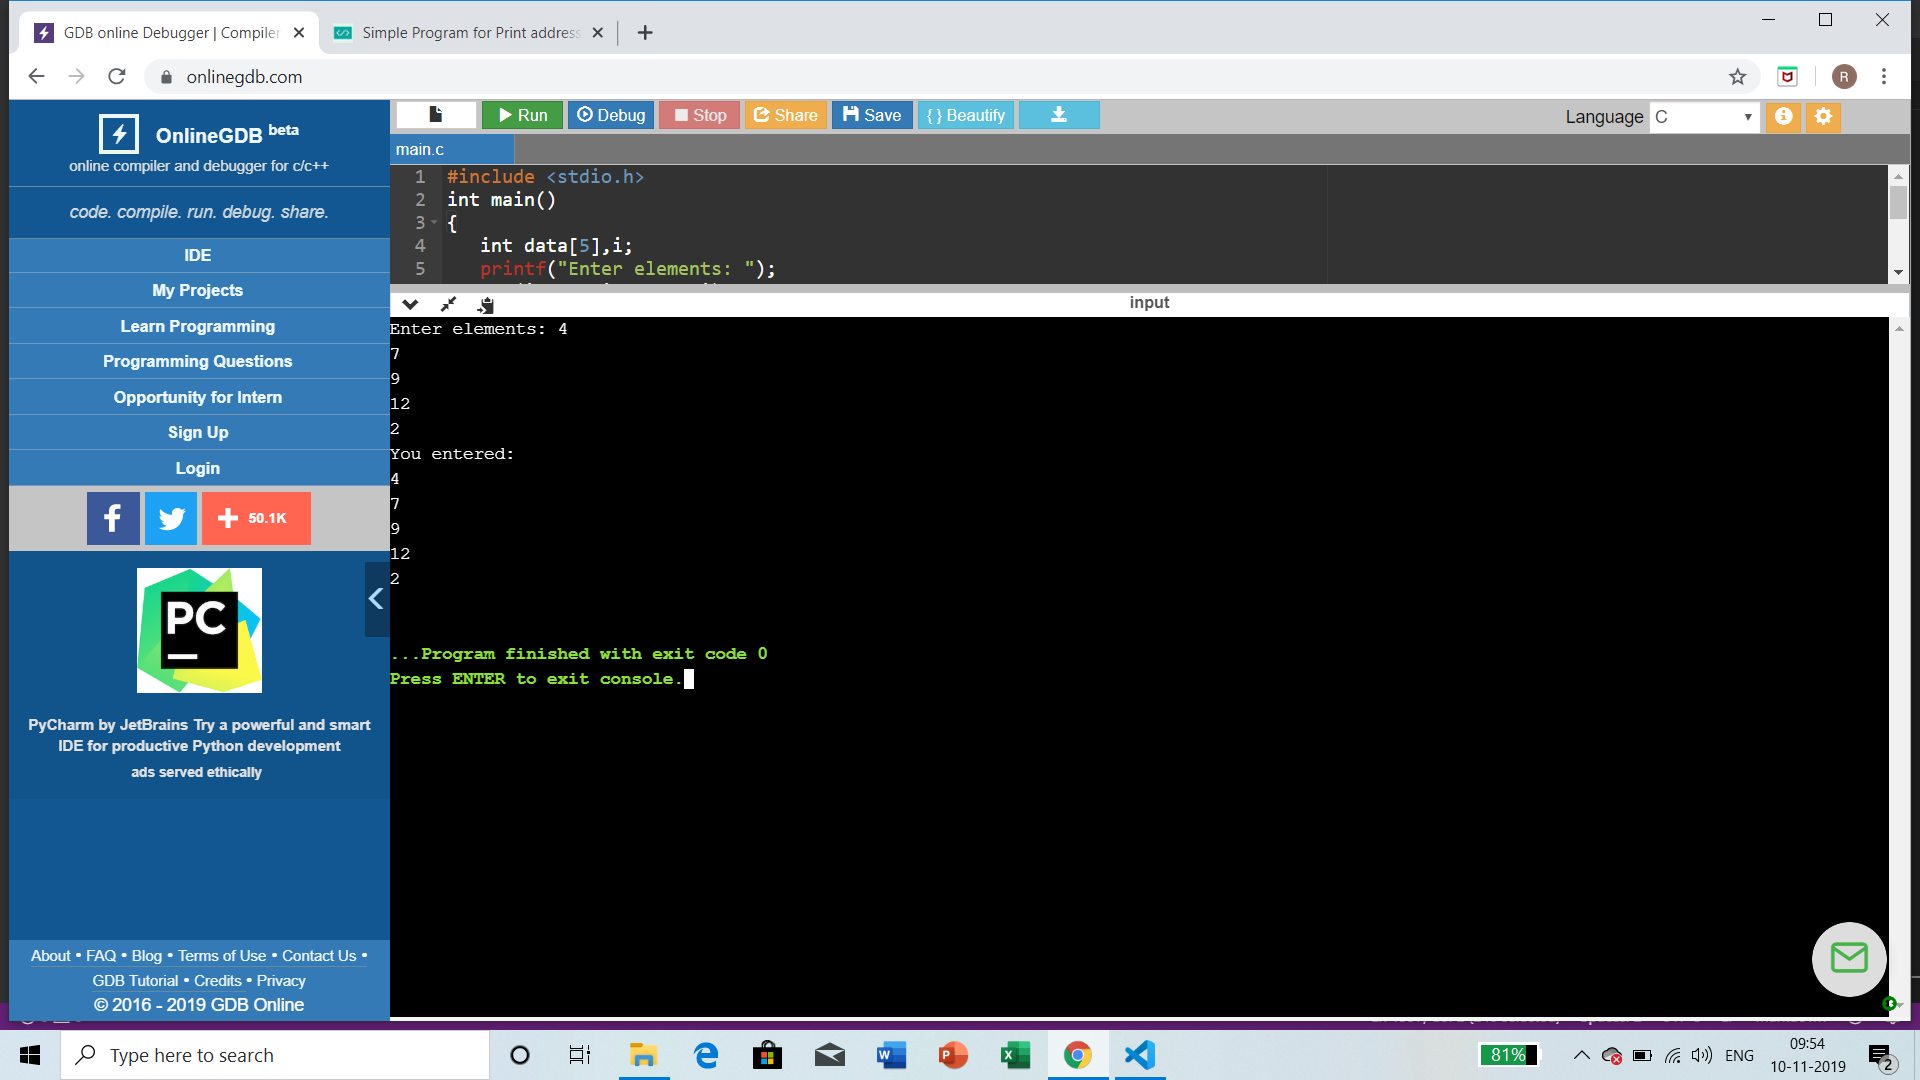 GDB online Debugger | Compiler
Simple Program for Print address
onlinegdb.com
R
OnlineGDB beta
online compiler and debugger for c/c++
code. compile. run. debug. share.
IDE
My Projects
Learn Programming
Programming Questions
Opportunity for Intern
Sign Up
Login
50.1K
PC
PyCharm by JetBrains Try a powerful and smart
IDE for productive Python development
ads served ethically
About • FAQ • Blog • Terms of Use • Contact Us •
GDB Tutorial • Credits • Privacy
© 2016 - 2019 GDB Online
Run Debug Stop Share Save { } Beautify
Language C
main.c
1 #include <stdio.h>
2 int main()
3 {
4 int data[5],i;
5 printf("Enter elements: ");
input
Enter elements: 4
7
9
12
2
You entered:
4
7
9
12
2
...Program finished with exit code 0
Press ENTER to exit console.
Type here to search
81%
ENG
09:54
10-11-2019
2